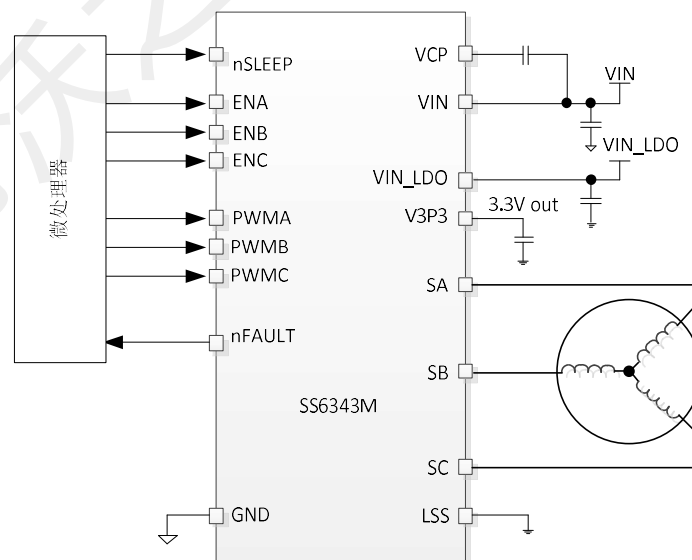 微处理器
nSLEEP
ENA
ENB
ENC
PWMA
PWMB
PWMC
nFAULT
GND
SS6343M
VCP
VIN
VIN_LDO
V3P3
SA
SB
SC
LSS
VIN
VIN_LDO
3.3V out